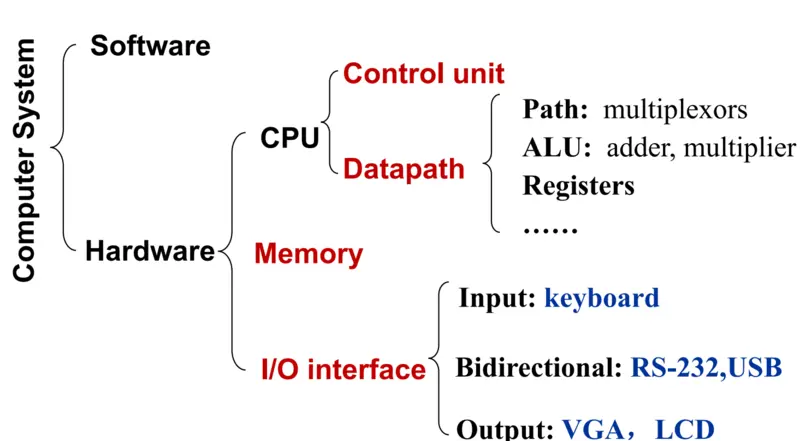 Computer System
Software
Hardware
CPU
Control unit
Datapath
Path: multiplexors
ALU: adder, multiplier
Registers
……
Memory
I/O interface
Input: keyboard
Bidirectional: RS-232,USB
Output: VGA，LCD